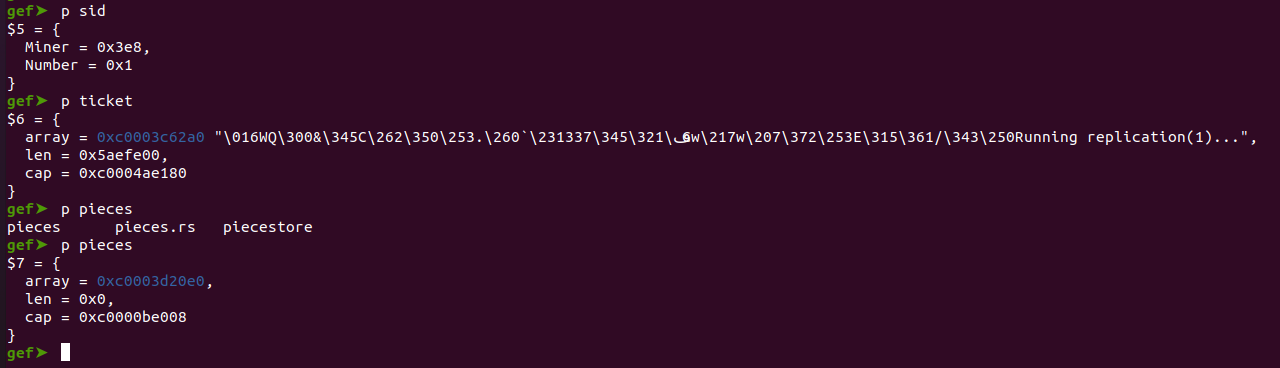 gef➤  p sid
$5 = {
  Miner = 0x3e8,
  Number = 0x1
}
gef➤  p ticket
$6 = {
  array = 0xc0003c62a0 "\016WQ\300&\345C\262\350\253.\260`\231337\345\321\ڡw\217w\207\372\253E\315\361/\343\250Running replication(1)...",
  len = 0x5aefe00,
  cap = 0xc0004ae180
}
gef➤  p pieces
pieces      pieces.rs   piecestore
gef➤  p pieces
$7 = {
  array = 0xc0003d20e0,
  len = 0x0,
  cap = 0xc0000be008
}
gef➤